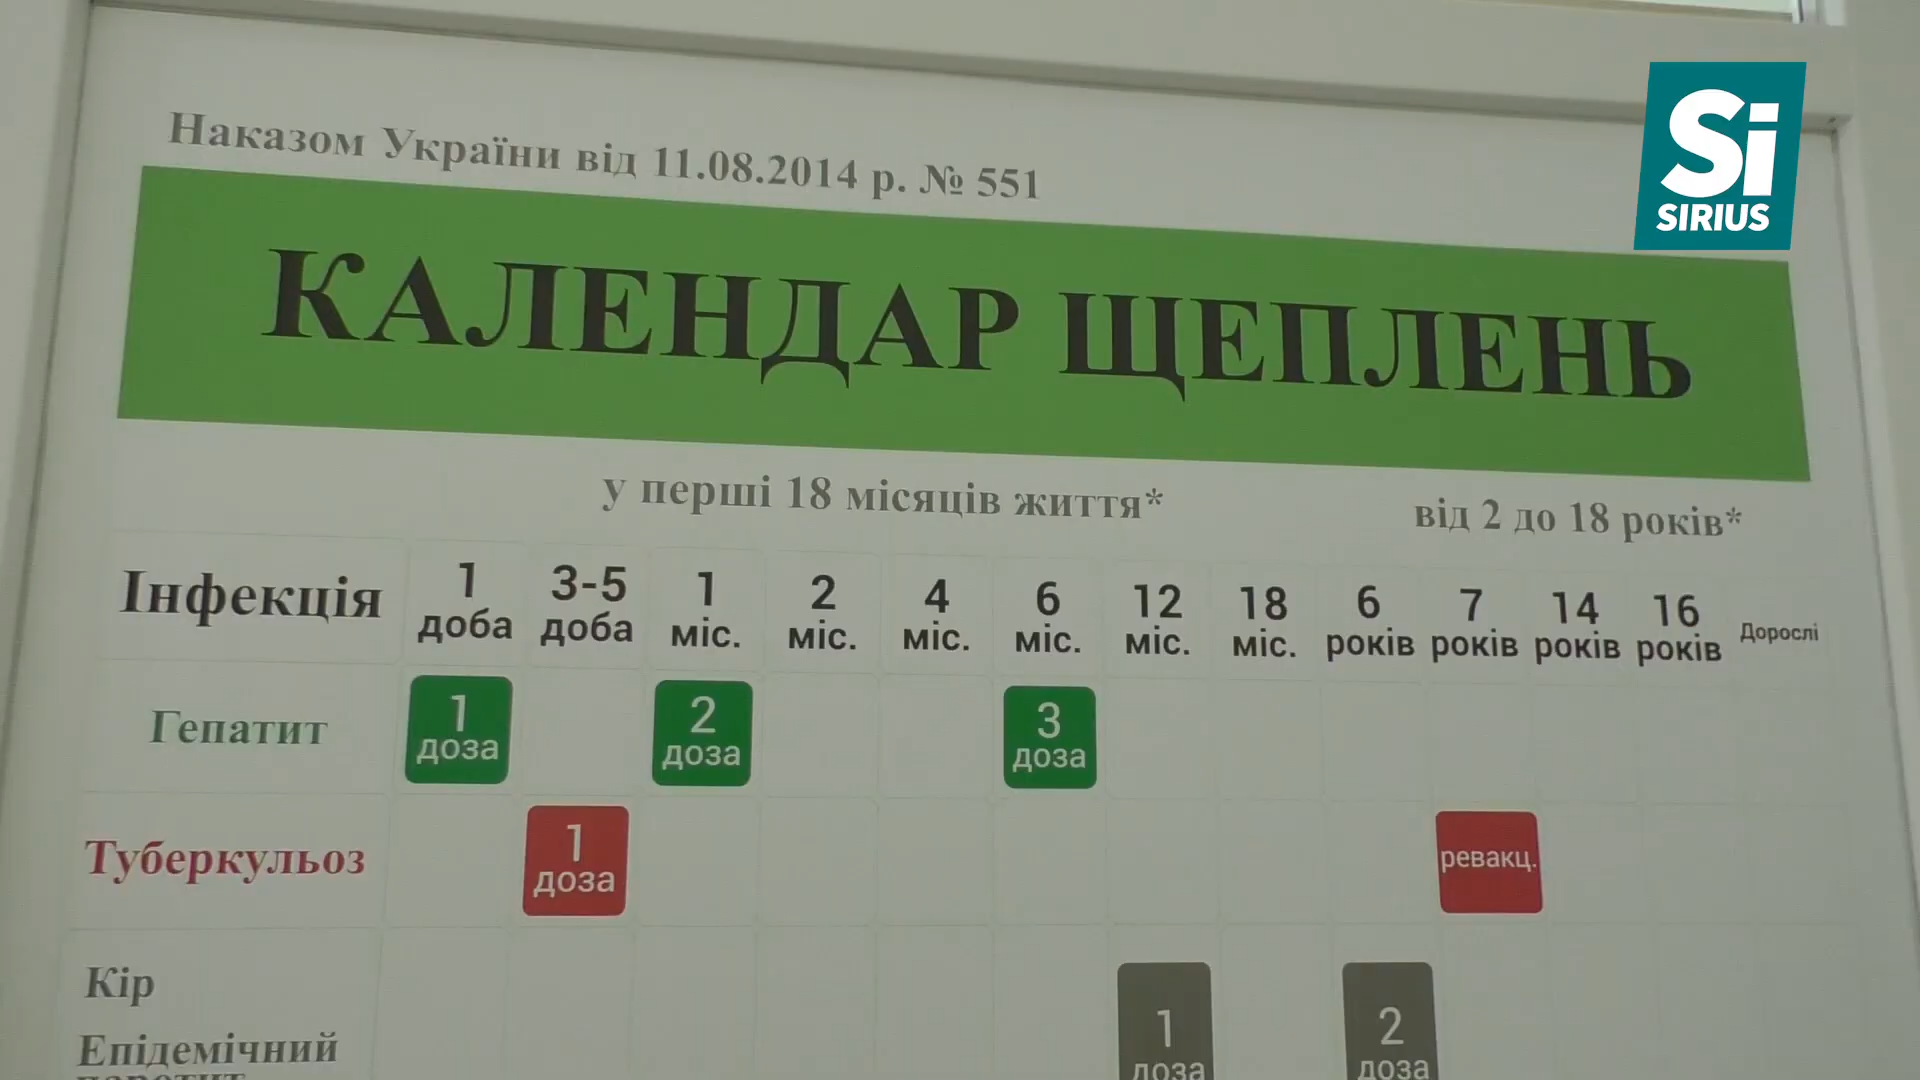 Si
SIRIUS
Наказом України від 11.08.2014 р. № 551
КАЛЕНДАР ЩЕПЛЕНЬ
у перші 18 місяців життя*
від 2 до 18 років*
Інфекція
1 доба
3-5 доба
1 міс.
2 міс.
4 міс.
6 міс.
12 міс.
18 міс.
6 років
7 років
14 років
16 років
Дорослі
Гепатит
1 доза
2 доза
3 доза
Туберкульоз
1 доза
ревакц.
Кір
Епідемічний
паротит
1 доза
2 доза